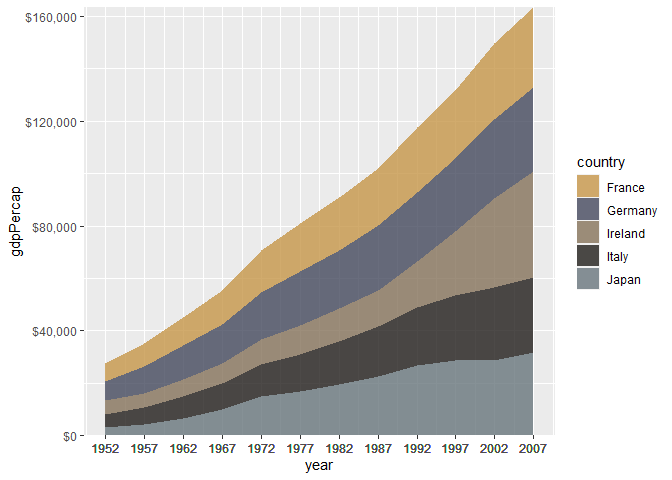 $160,000
$120,000
$80,000
$40,000
$0
gdpPercap
1952 1957 1962 1967 1972 1977 1982 1987 1992 1997 2002 2007
year
country
France
Germany
Ireland
Italy
Japan